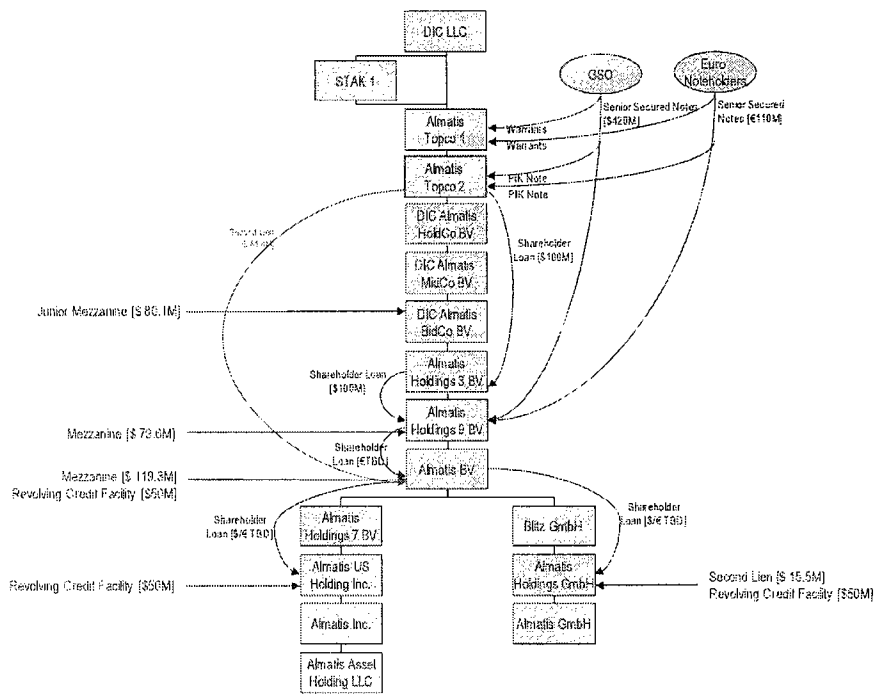 DIC LLC
STAK 1
GSO
Euro
Noteholders
Senior Secured Notes
[$420M]
Senior Secured
Notes [€110M]
Almatis
Topco 1
Warrants
Warrants
Almatis
Topco 2
PIK Note
PIK Note
DIC Almatis
HoldCo BV
Second Lien
Shareholder
Loan [$100M]
DIC Almatis
MidCo BV
Junior Mezzanine
DIC Almatis
BidCo BV
Shareholder Loan
[$100M]
Almatis
Holdings 3 BV
Mezzanine
Almatis
Holdings 9 BV
Shareholder
Loan [€TBD]
Almatis BV
Mezzanine [$ 119.3M]
Revolving Credit Facility [$50M]
Shareholder
Loan [$/€ TBD]
Almatis
Holdings 7 BV
Blitz GmbH
Shareholder
Loan [$/€ TBD]
Revolving Credit Facility [$50M]
Almatis US
Holding Inc.
Almatis
Holdings GmbH
Second Lien [$ 15.5M]
Revolving Credit Facility [$50M]
Almatis Inc.
Almatis GmbH
Almatis Asset
Holding LLC